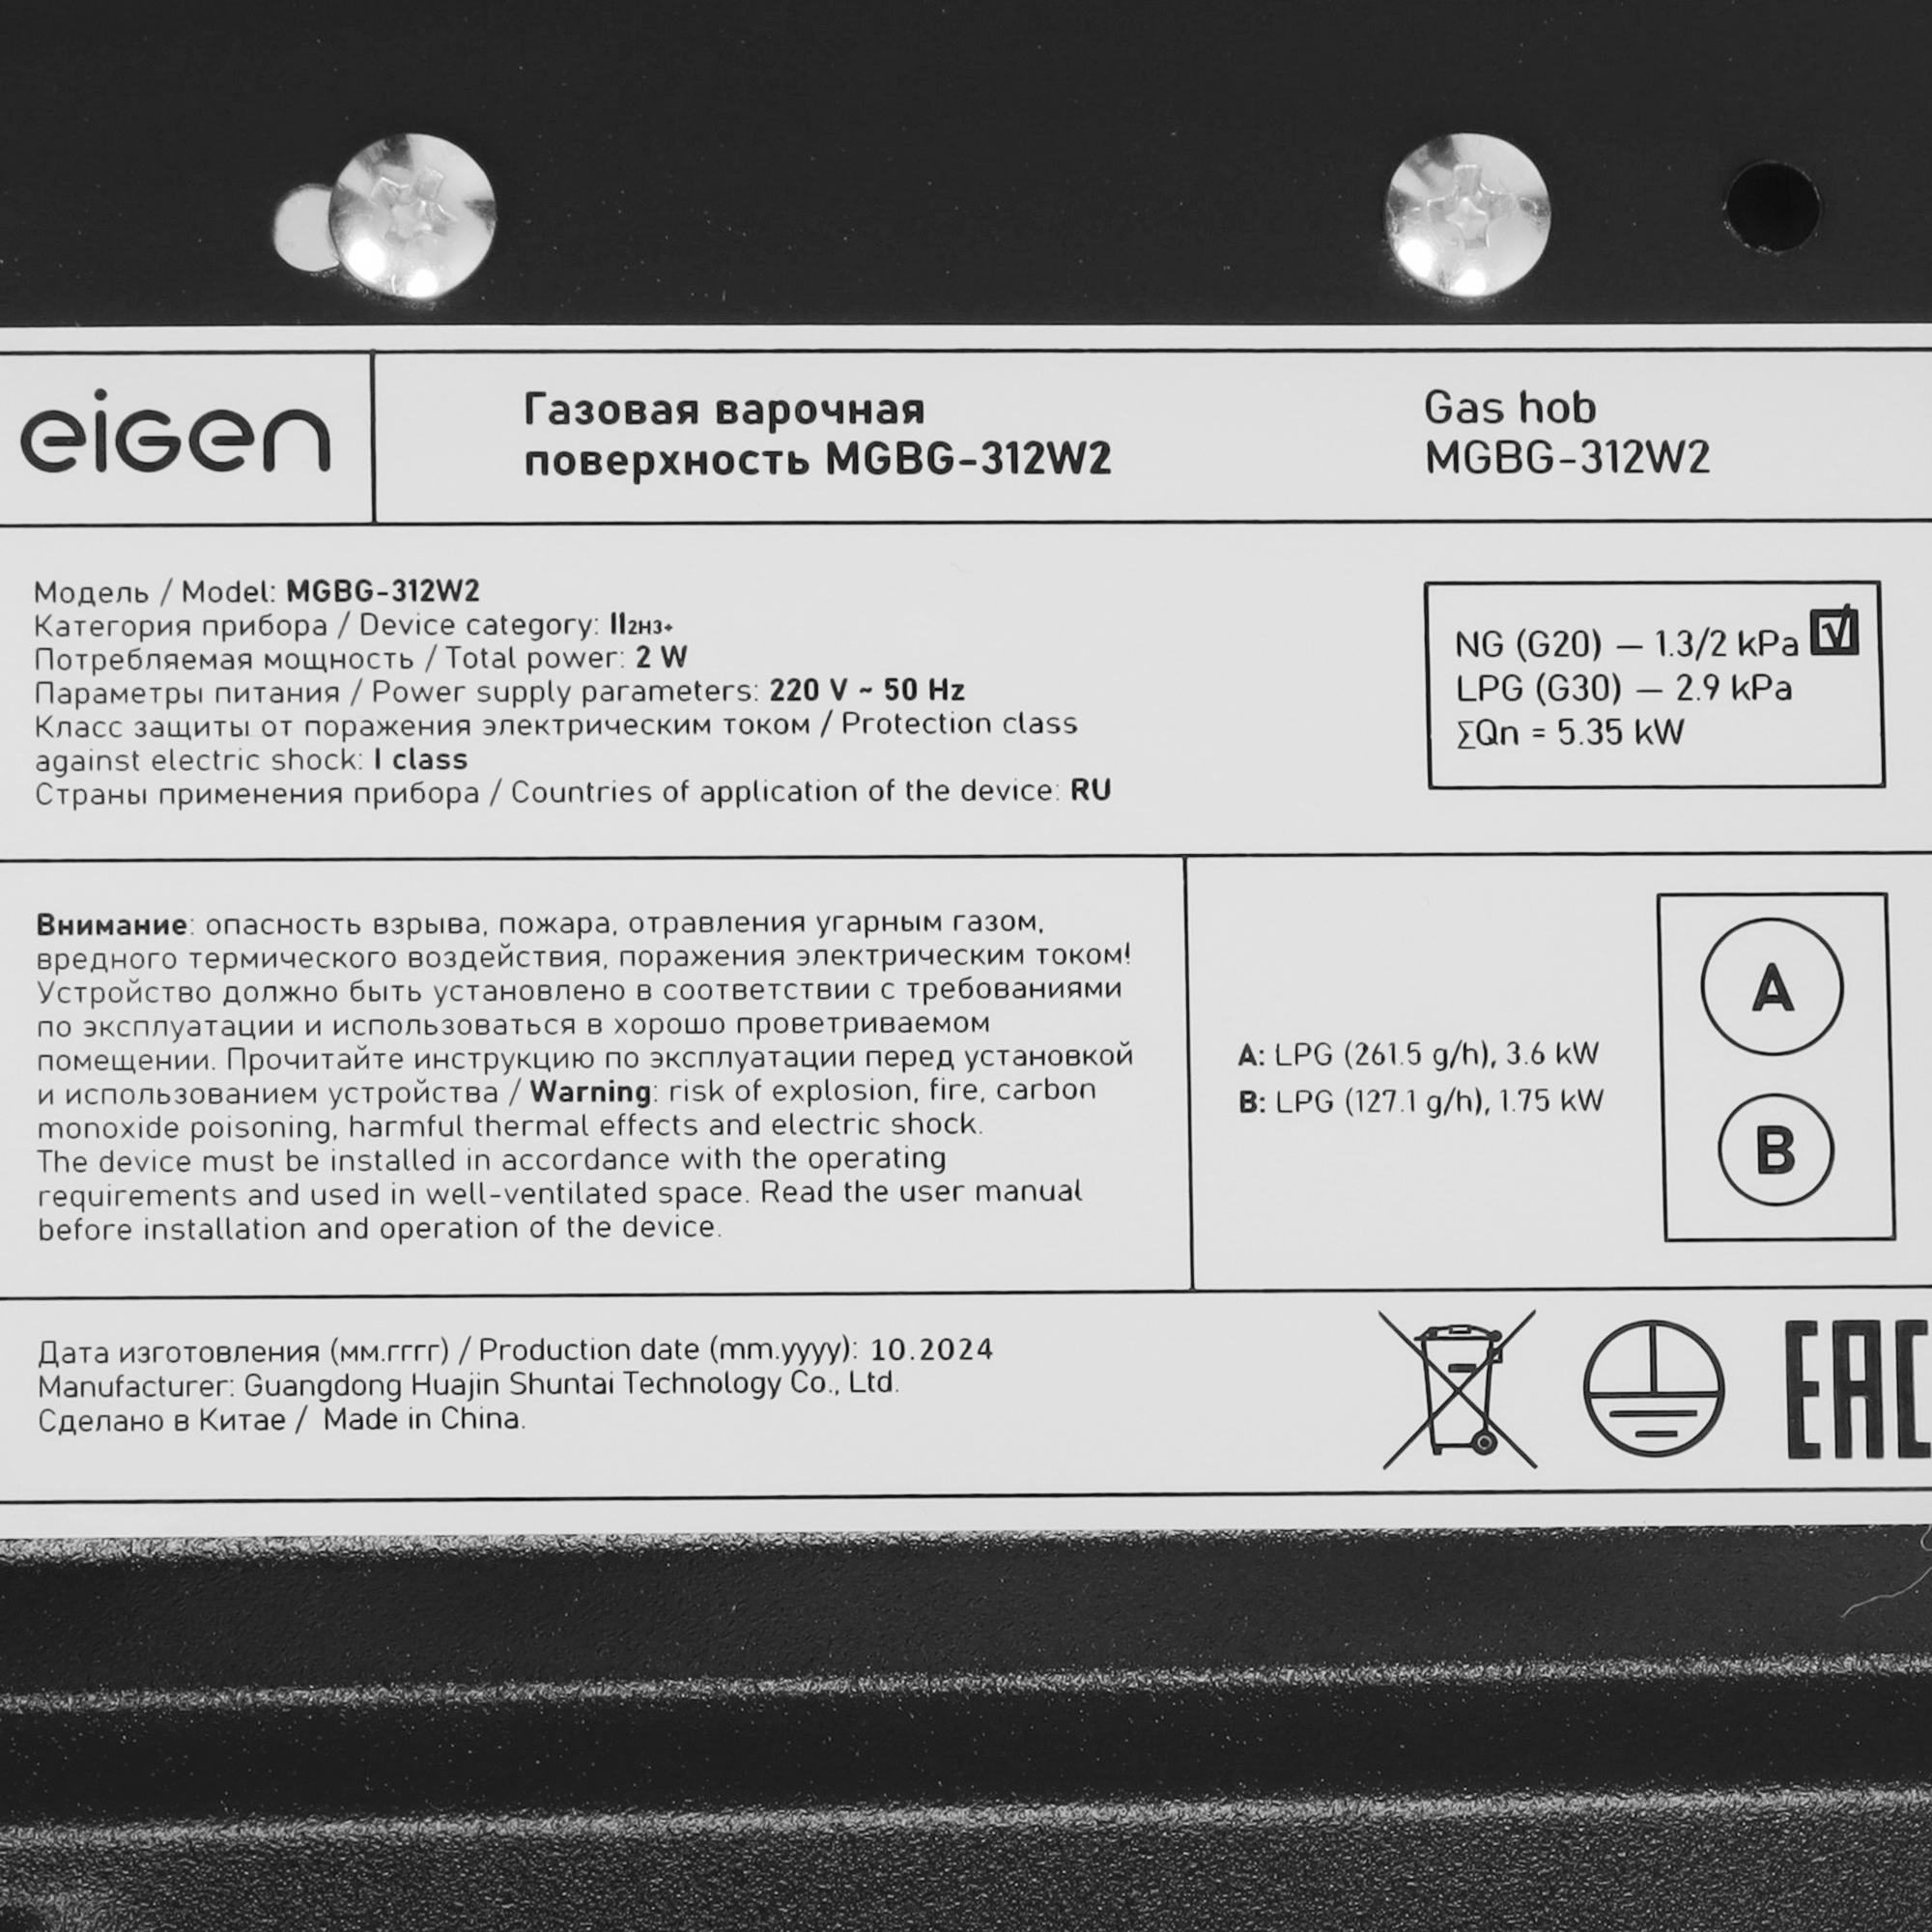 eigen
Газовая варочная
поверхность MGBG-312W2
Gas hob
MGBG-312W2
Модель / Model: MGBG-312W2
Категория прибора / Device category: II2H3+
Потребляемая мощность / Total power: 2 W
Параметры питания / Power supply parameters: 220 V ~ 50 Hz
Класс защиты от поражения электрическим током / Protection class
against electric shock: I class
Страны применения прибора / Countries of application of the device: RU
NG (G20) — 1.3/2 kPa
LPG (G30) — 2.9 kPa
∑Qn = 5.35 kW
Внимание: опасность взрыва, пожара, отравления угарным газом,
вредного термического воздействия, поражения электрическим током!
Устройство должно быть установлено в соответствии с требованиями
по эксплуатации и использоваться в хорошо проветриваемом
помещении. Прочитайте инструкцию по эксплуатации перед установкой
и использованием устройства / Warning: risk of explosion, fire, carbon
monoxide poisoning, harmful thermal effects and electric shock.
The device must be installed in accordance with the operating
requirements and used in well-ventilated space. Read the user manual
before installation and operation of the device.
A: LPG (261.5 g/h), 3.6 kW
B: LPG (127.1 g/h), 1.75 kW
A
B
Дата изготовления (мм.гггг) / Production date (mm.yyyy): 10.2024
Manufacturer: Guangdong Huajin Shuntai Technology Co., Ltd.
Сделано в Китае / Made in China.
EAC